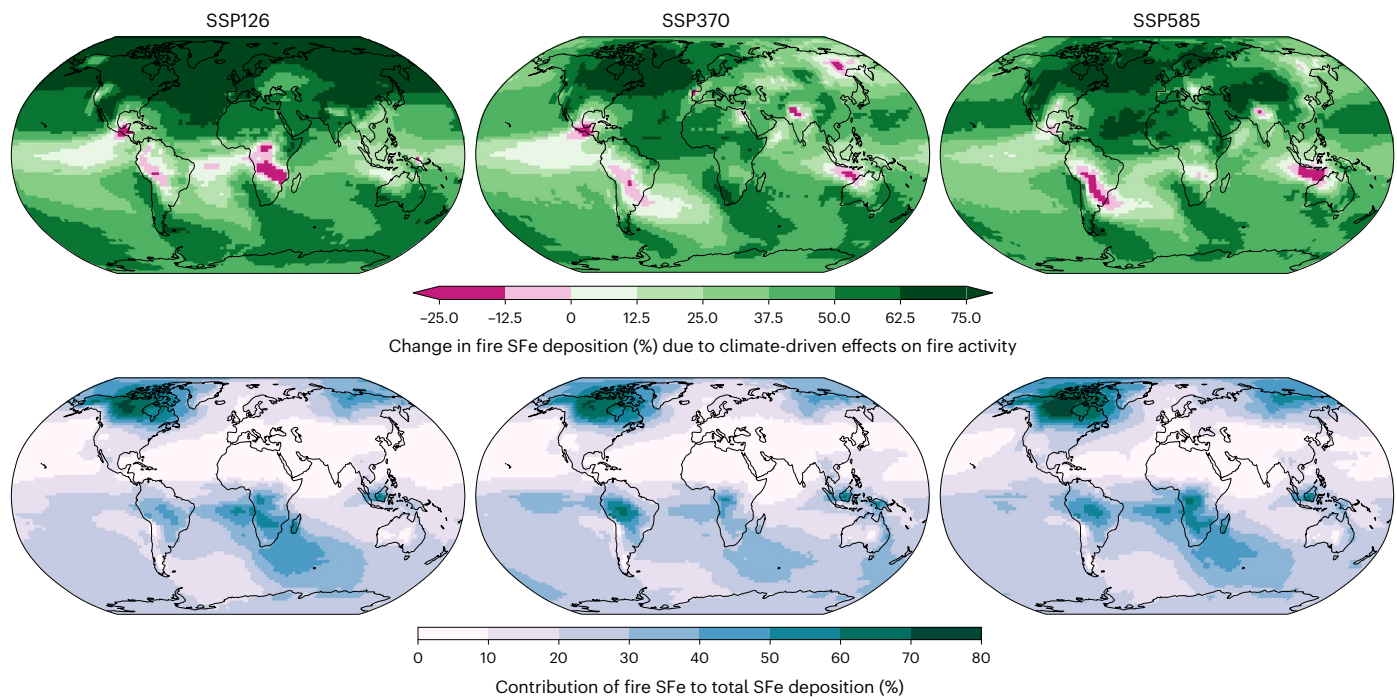 SSP126 SSP370 SSP585
−25.0 −12.5 0 12.5 25.0 37.5 50.0 62.5 75.0
Change in fire SFe deposition (%) due to climate-driven effects on fire activity
0 10 20 30 40 50 60 70 80
Contribution of fire SFe to total SFe deposition (%)